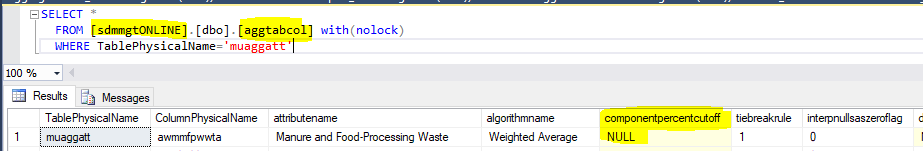 SELECT *
FROM [sdmmgtONLINE].[dbo].[aggtabcol] with(nolock)
WHERE TablePhysicalName='muaggatt'
100 %
Results Messages
TablePhysicalName ColumnPhysicalName attributename algorithmname componentpercentcutoff tiebreakrule interpnullsaszeroflag
1 muaggatt awmmfpwwta Manure and Food-Processing Waste Weighted Average NULL 1 0